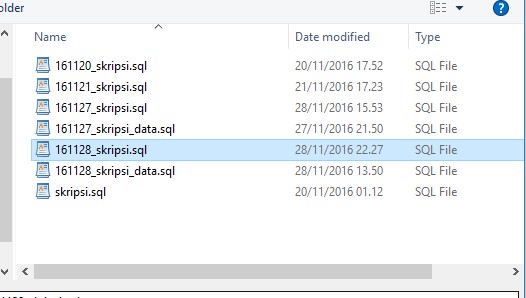 older
?
Name Date modified Type
161120_skripsi.sql 20/11/2016 17.52 SQL File
161121_skripsi.sql 21/11/2016 17.23 SQL File
161127_skripsi.sql 28/11/2016 15.53 SQL File
161127_skripsi_data.sql 27/11/2016 21.50 SQL File
161128_skripsi.sql 28/11/2016 22.27 SQL File
161128_skripsi_data.sql 28/11/2016 13.50 SQL File
skripsi.sql 20/11/2016 01.12 SQL File